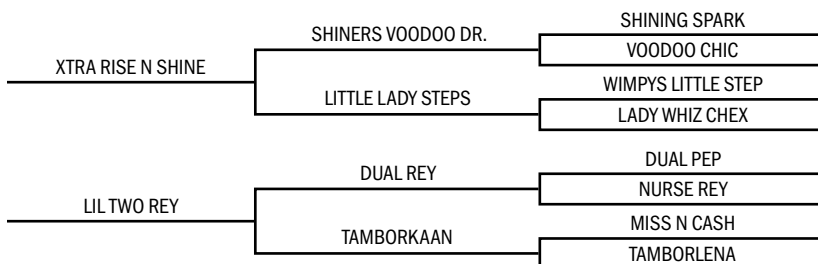 SHINING SPARK
SHINERS VOODOO DR.
VOODOO CHIC
XTRA RISE N SHINE
WIMPYS LITTLE STEP
LITTLE LADY STEPS
LADY WHIZ CHEX
DUAL PEP
DUAL REY
NURSE REY
LIL TWO REY
MISS N CASH
TAMBORKAAN
TAMBORLENA